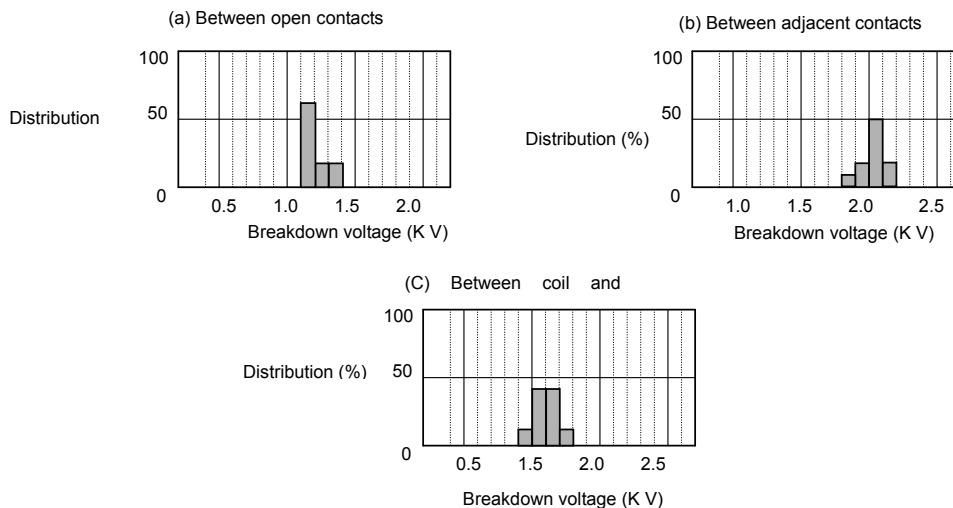 (a) Between open contacts
100
Distribution
50
0
0.5 1.0 1.5 2.0
Breakdown voltage (K V)
(b) Between adjacent contacts
100
50
Distribution (%)
0
1.0 1.5 2.0 2.5
Breakdown voltage (K V)
(C) Between coil and
100
Distribution (%)
50
0
0.5 1.5 2.0 2.5
Breakdown voltage (K V)